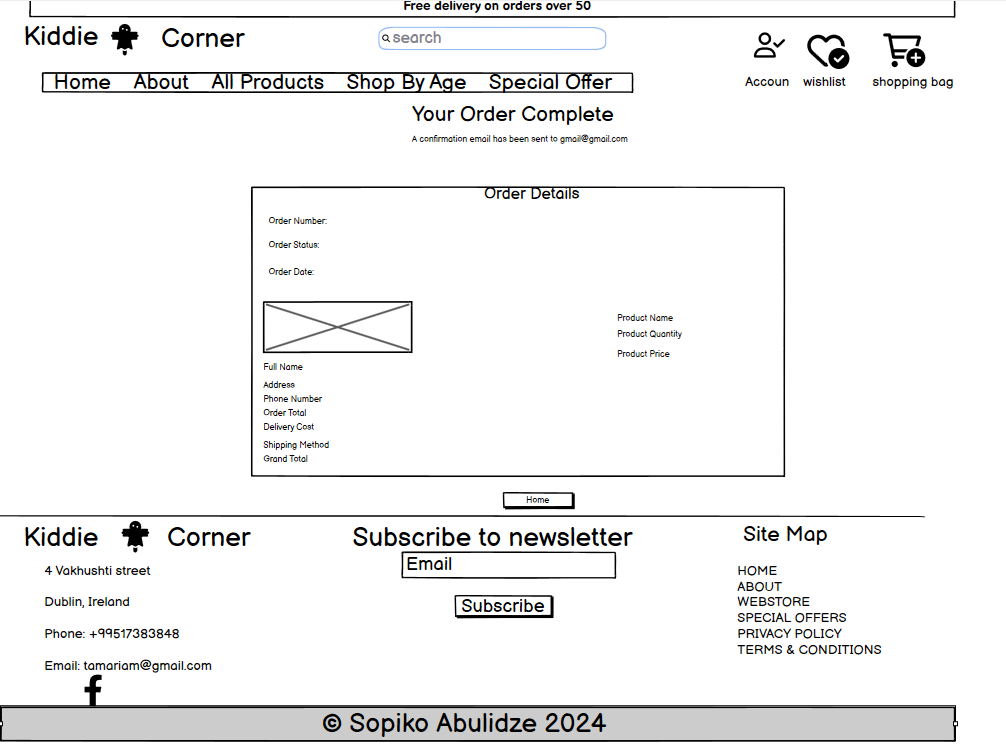 Free delivery on orders over 50
Kiddie Corner
search
Accoun wishlist shopping bag
Home About All Products Shop By Age Special Offer
Your Order Complete
A confirmation email has been sent to gmail@gmail.com
Order Details
Order Number:
Order Status:
Order Date:
Product Name
Product Quantity
Product Price
Full Name
Address
Phone Number
Order Total
Delivery Cost
Shipping Method
Grand Total
Home
Kiddie Corner
4 Vakhushti street
Dublin, Ireland
Phone: +99517383848
Email: tamariam@gmail.com
Subscribe to newsletter
Email
Subscribe
Site Map
HOME
ABOUT
WEBSTORE
SPECIAL OFFERS
PRIVACY POLICY
TERMS & CONDITIONS
© Sopiko Abulidze 2024